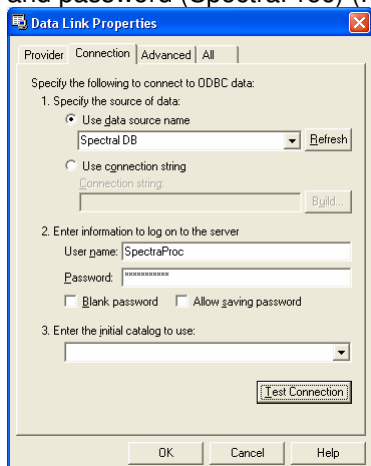 and password (SpectraProc) (
Data Link Properties
Provider Connection Advanced All
Specify the following to connect to ODBC data:
1. Specify the source of data:
Use data source name
Spectral DB Refresh
Use connection string
Connection string:
Build...
2. Enter information to log on to the server
User name: SpectraProc
Password: ***********
Blank password Allow saving password
3. Enter the initial catalog to use:
Test Connection
OK Cancel Help